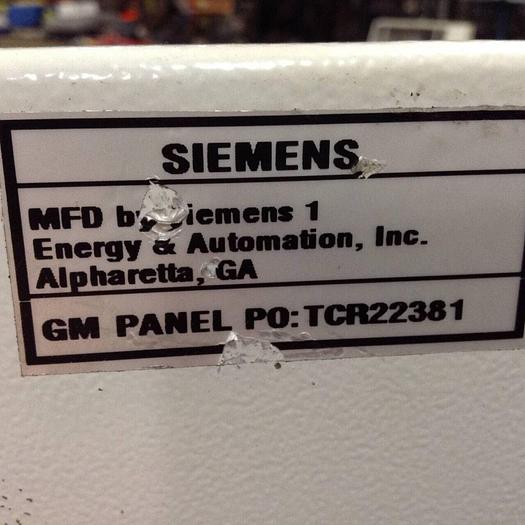 SIEMENS
MFD by Siemens 1
Energy & Automation, Inc.
Alpharetta, GA
GM PANEL PO: TCR22381